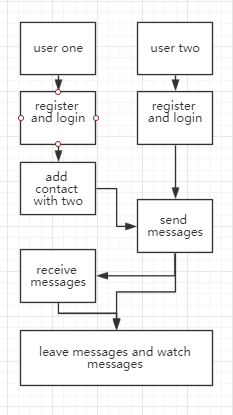 user one
user two
register
and login
register
and login
add
contact
with two
send
messages
receive
messages
leave messages and watch
messages